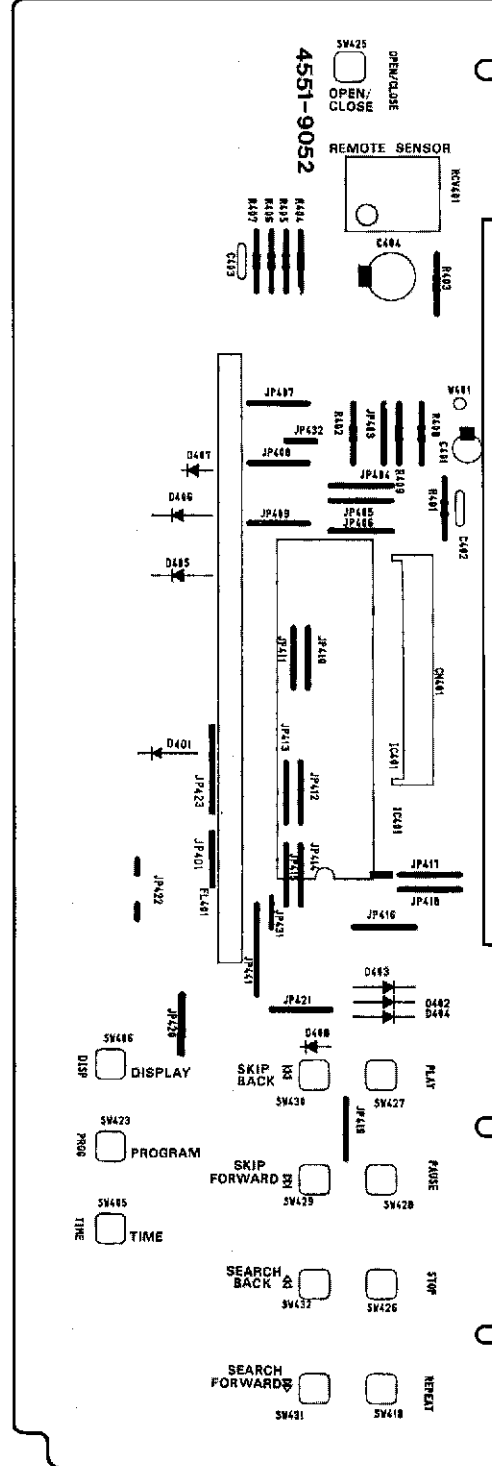 SW425
OPEN/CLOSE
OPEN/
CLOSE
4551-9052
REMOTE SENSOR
RCV401
R407
R406
R405
R404
C404
C403
R403
JP407
W401
JP432
R402
JP403
R408
C401
D407
JP408
JP404
R409
R401
D406
JP405
C402
JP409
JP406
D405
JP411
JP410
CN401
D401
JP413
IC401
JP423
JP412
IC401
JP401
JP415
JP414
JP417
JP422
FL401
JP418
JP431
JP416
JP441
D403
JP421
D402
D404
JP420
SW406
D408
DISP
DISPLAY
SKIP
BACK
SW430
SW427
PLAY
SW423
JP419
PROG
PROGRAM
SKIP
FORWARD
SW429
SW428
PAUSE
SW405
TIME
TIME
SEARCH
BACK
SW432
SW426
STOP
SEARCH
FORWARD
SW431
SW418
REPEAT